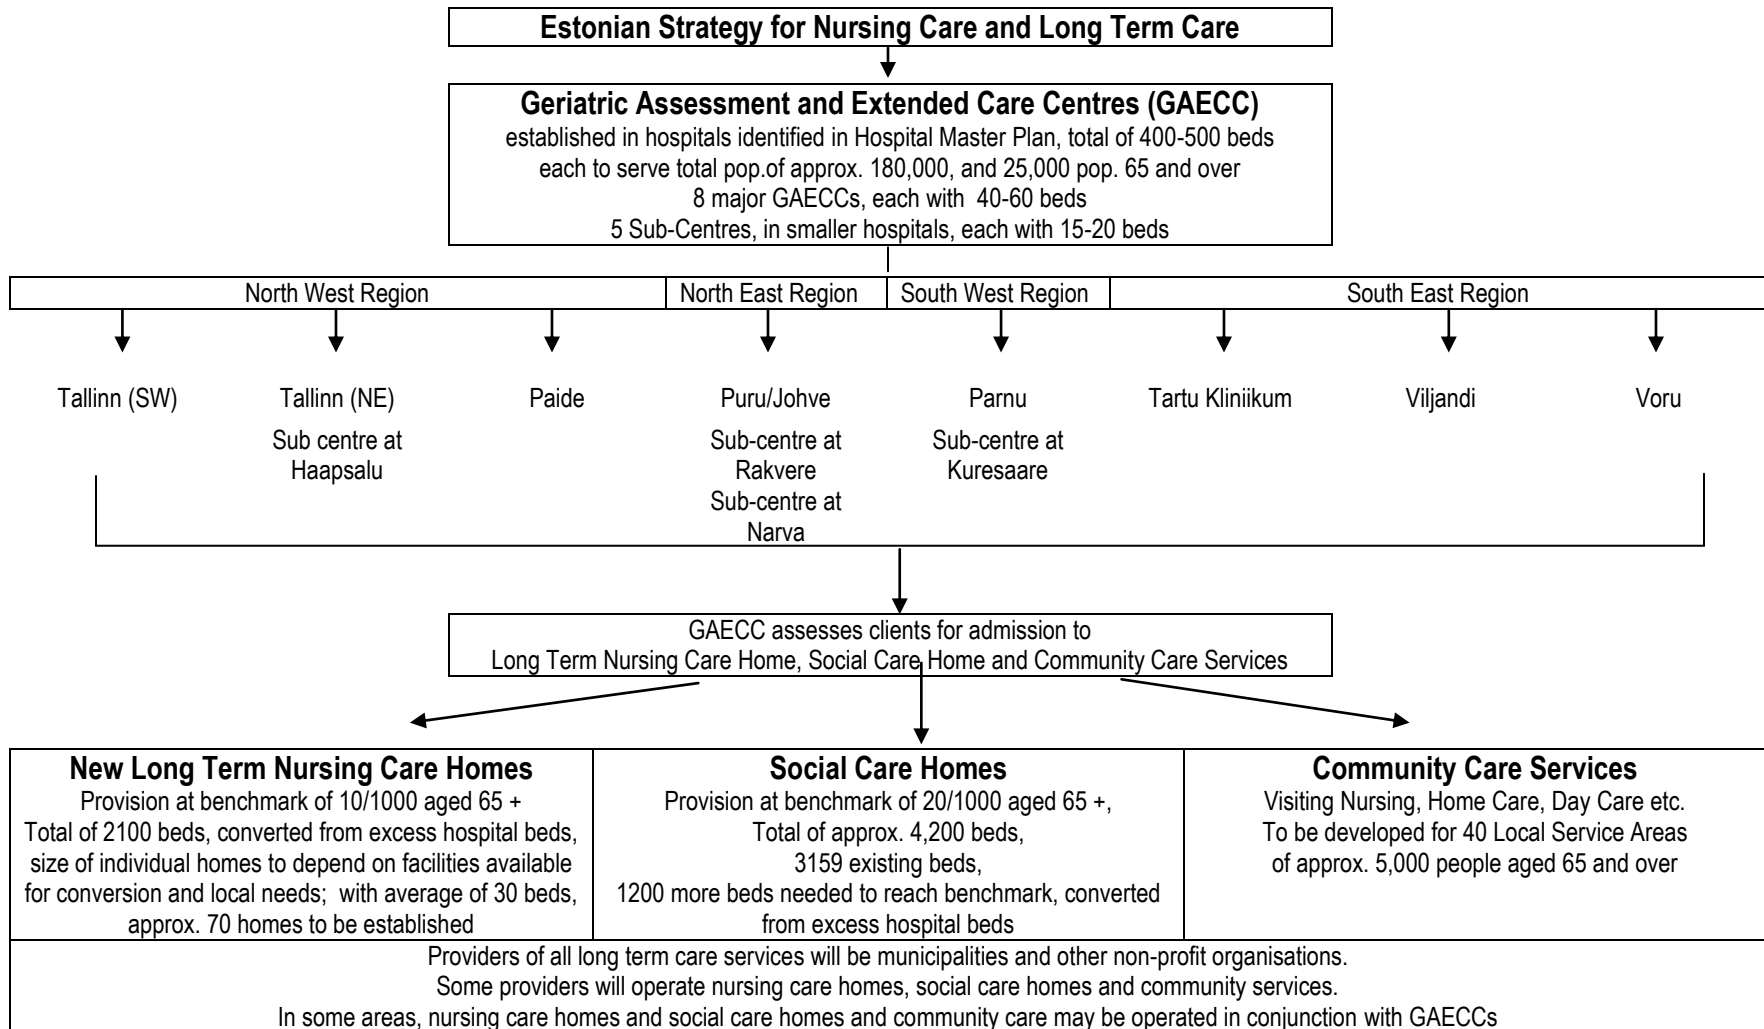 Estonian Strategy for Nursing Care and Long Term Care
Geriatric Assessment and Extended Care Centres (GAECC)
established in hospitals identified in Hospital Master Plan, total of 400-500 beds
each to serve total pop.of approx. 180,000, and 25,000 pop. 65 and over
8 major GAECCs, each with 40-60 beds
5 Sub-Centres, in smaller hospitals, each with 15-20 beds
North West Region
North East Region
South West Region
South East Region
Tallinn (SW)
Tallinn (NE)
Sub centre at
Haapsalu
Paide
Puru/Johve
Sub-centre at
Rakvere
Sub-centre at
Narva
Parnu
Sub-centre at
Kuresaare
Tartu Kliniikum
Viljandi
Voru
GAECC assesses clients for admission to
Long Term Nursing Care Home, Social Care Home and Community Care Services
New Long Term Nursing Care Homes
Provision at benchmark of 10/1000 aged 65 +
Total of 2100 beds, converted from excess hospital beds,
size of individual homes to depend on facilities available
for conversion and local needs; with average of 30 beds,
approx. 70 homes to be established
Social Care Homes
Provision at benchmark of 20/1000 aged 65 +,
Total of approx. 4,200 beds,
3159 existing beds,
1200 more beds needed to reach benchmark, converted
from excess hospital beds
Community Care Services
Visiting Nursing, Home Care, Day Care etc.
To be developed for 40 Local Service Areas
of approx. 5,000 people aged 65 and over
Providers of all long term care services will be municipalities and other non-profit organisations.
Some providers will operate nursing care homes, social care homes and community services.
In some areas, nursing care homes and social care homes and community care may be operated in conjunction with GAECCs